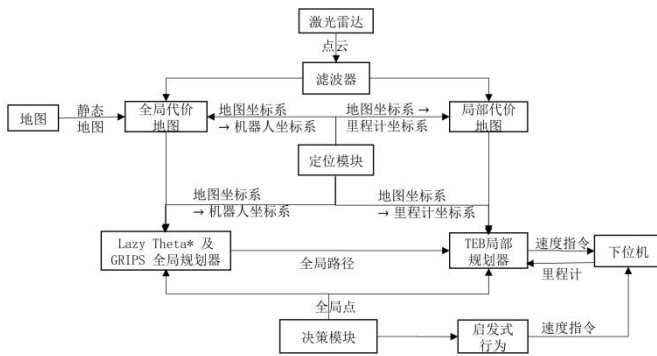 激光雷达
点云
滤波器
地图
静态
地图
全局代价
地图
地图坐标系
→ 机器人坐标系
地图坐标系 →
里程计坐标系
局部代价
地图
定位模块
地图坐标系
→ 机器人坐标系
地图坐标系
→ 里程计坐标系
Lazy Theta* 及
GRIPS 全局规划器
全局路径
TEB局部
规划器
速度指令
里程计
下位机
全局点
决策模块
启发式
行为
速度指令